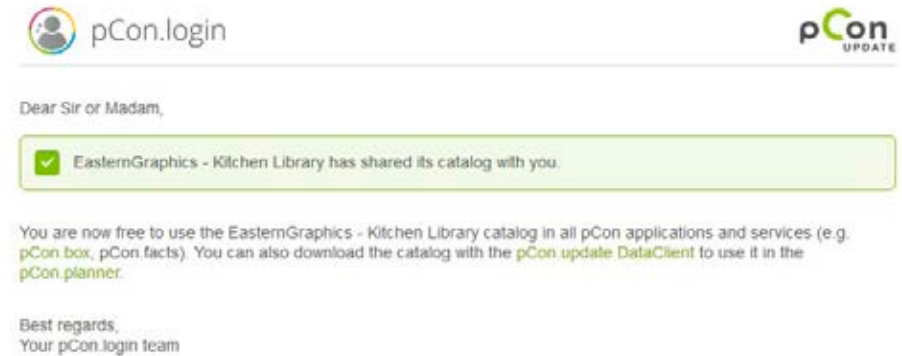 pCon.login
pCon
UPDATE
Dear Sir or Madam,
EasternGraphics - Kitchen Library has shared its catalog with you.
You are now free to use the EasternGraphics - Kitchen Library catalog in all pCon applications and services (e.g.
pCon.box, pCon.facts). You can also download the catalog with the pCon.update DataClient to use it in the
pCon.planner.
Best regards,
Your pCon.login team